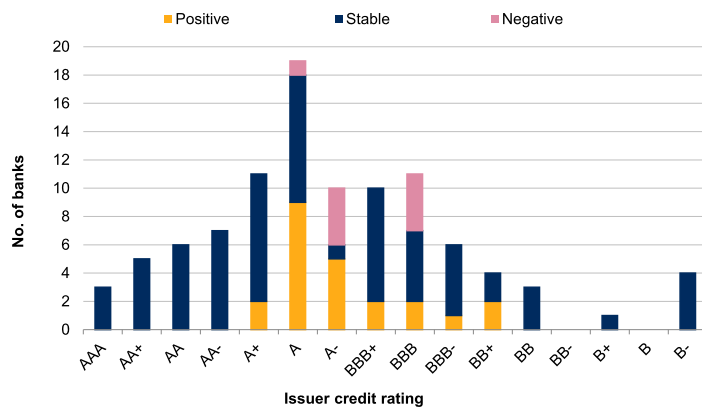 Positive Stable Negative
20
18
16
14
12
10
8
6
4
2
0
No. of banks
AAA AA+ AA AA- A+ A A- BBB+ BBB BBB- BB+ BB BB- B+ B B-
Issuer credit rating